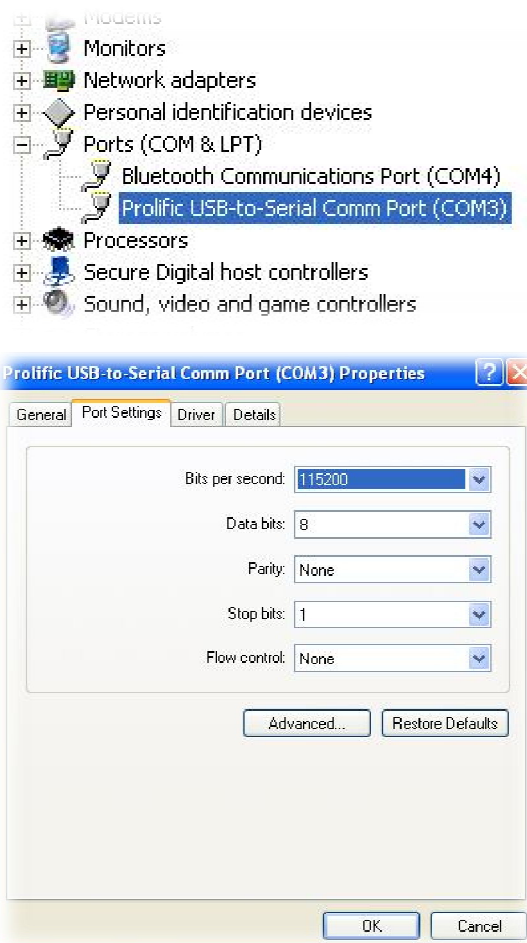 Modems
Monitors
Network adapters
Personal identification devices
Ports (COM & LPT)
Bluetooth Communications Port (COM4)
Prolific USB-to-Serial Comm Port (COM3)
Processors
Secure Digital host controllers
Sound, video and game controllers
Prolific USB-to-Serial Comm Port (COM3) Properties
General Port Settings Driver Details
Bits per second: 115200
Data bits: 8
Parity: None
Stop bits: 1
Flow control: None
Advanced... Restore Defaults
OK Cancel